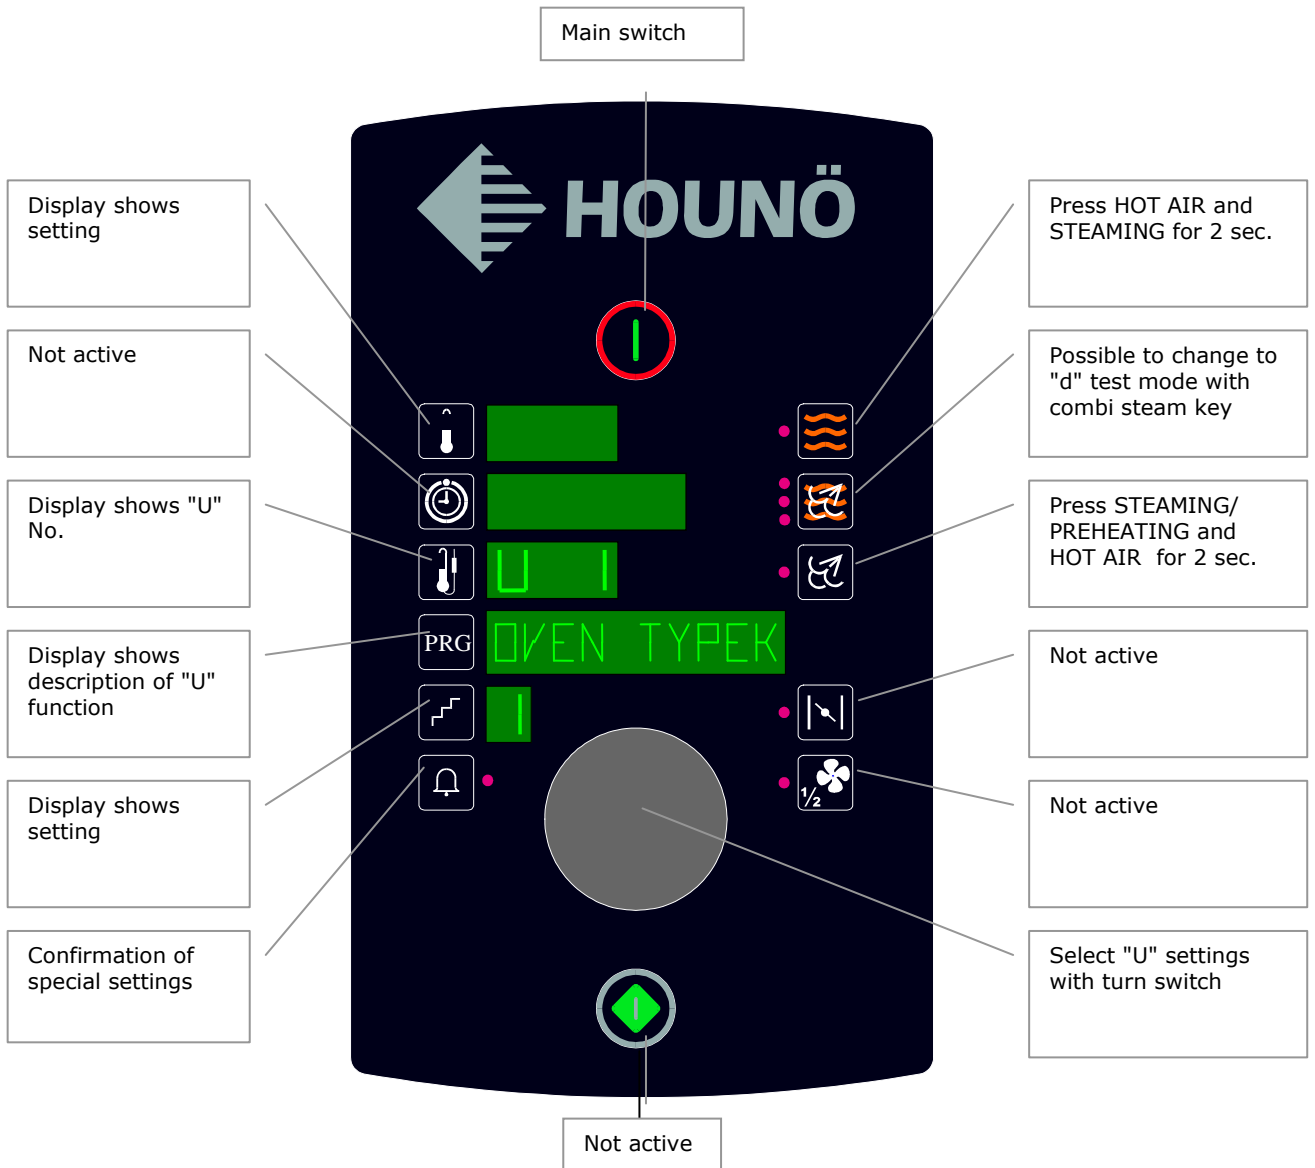 Main switch
HOUNÖ
Display shows
setting
Not active
Display shows "U"
No.
Display shows
description of "U"
function
Display shows
setting
Confirmation of
special settings
U 1
PRG
OVEN TYPEK
1
1/2
Press HOT AIR and
STEAMING for 2 sec.
Possible to change to
"d" test mode with
combi steam key
Press STEAMING/
PREHEATING and
HOT AIR for 2 sec.
Not active
Not active
Select "U" settings
with turn switch
Not active